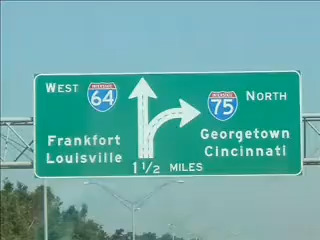 WEST INTERSTATE 64 INTERSTATE 75 NORTH
Frankfort Georgetown
Louisville Cincinnati
1 1/2 MILES